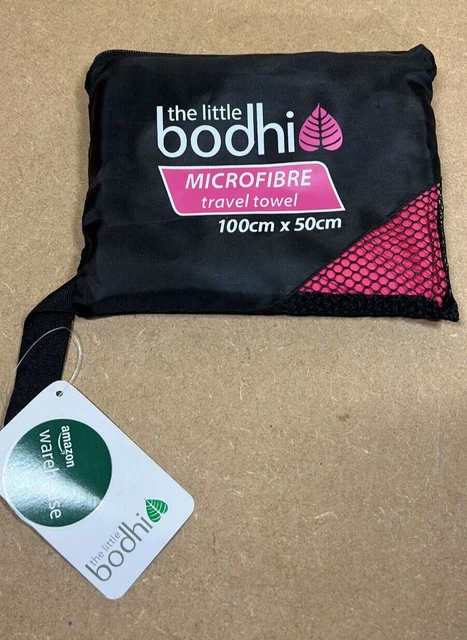 the little
bodhi
MICROFIBRE
travel towel
100cm x 50cm
amazon
warehouse
the little
bodhi